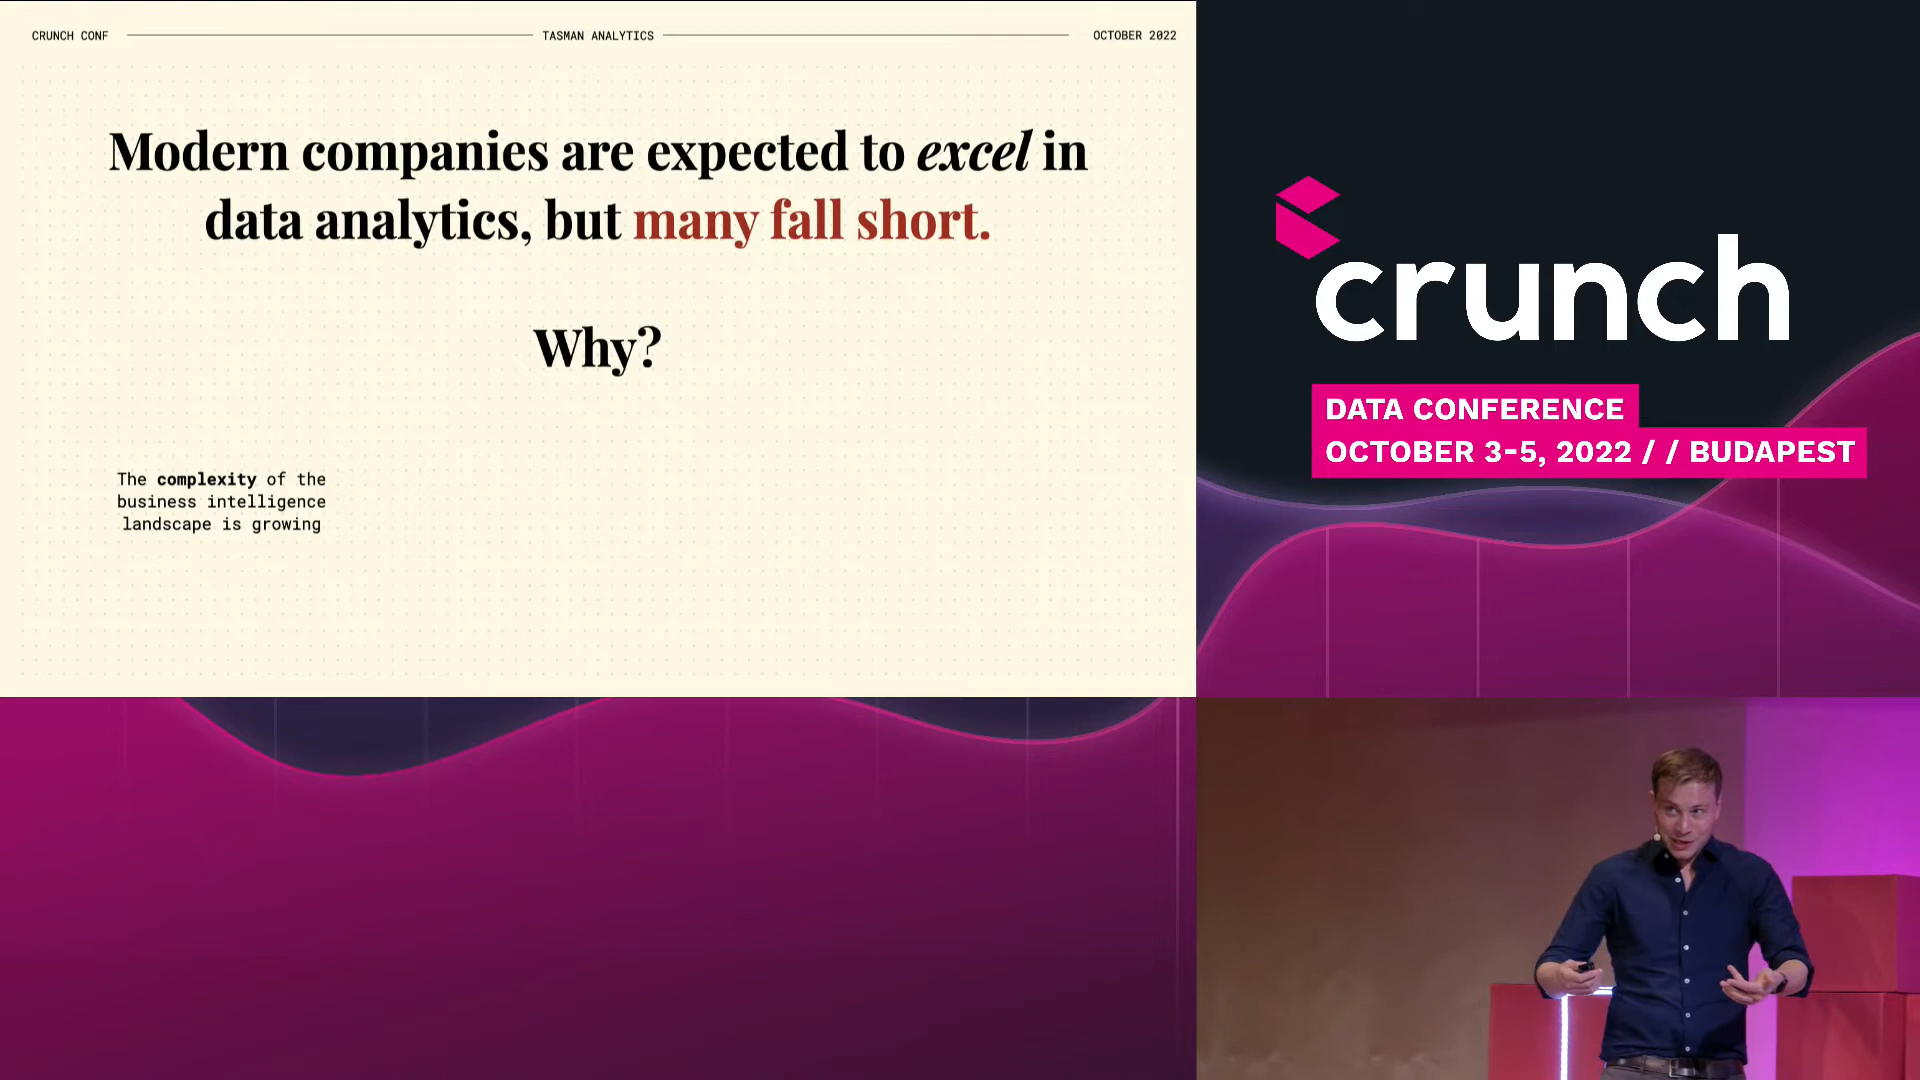 CRUNCH CONF
TASMAN ANALYTICS
OCTOBER 2022
Modern companies are expected to excel in
data analytics, but many fall short.
Why?
The complexity of the
business intelligence
landscape is growing
crunch
DATA CONFERENCE
OCTOBER 3-5, 2022 // BUDAPEST